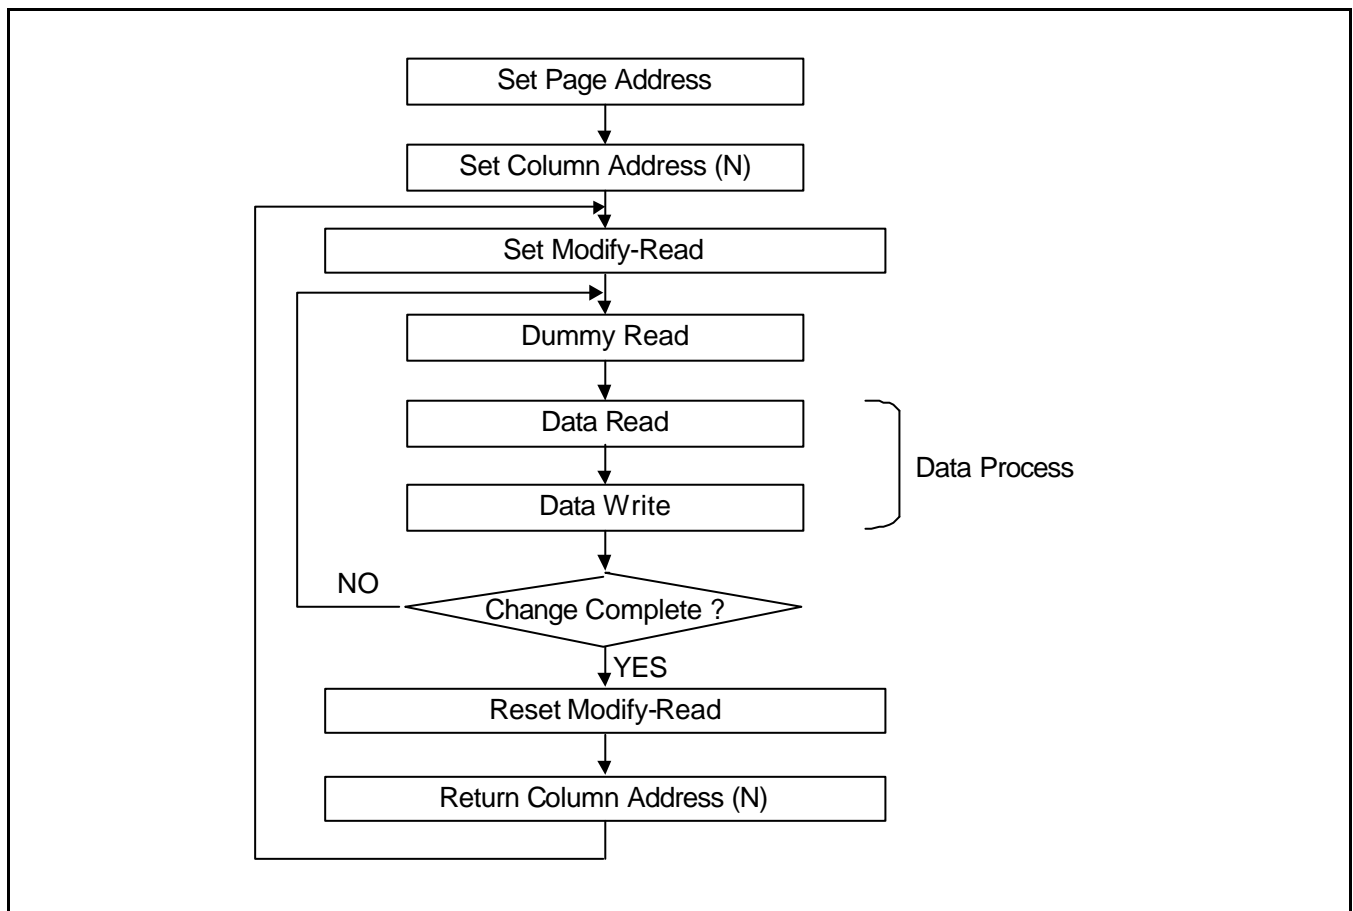 Set Page Address
Set Column Address (N)
Set Modify-Read
Dummy Read
Data Read
Data Process
Data Write
NO
Change Complete ?
YES
Reset Modify-Read
Return Column Address (N)